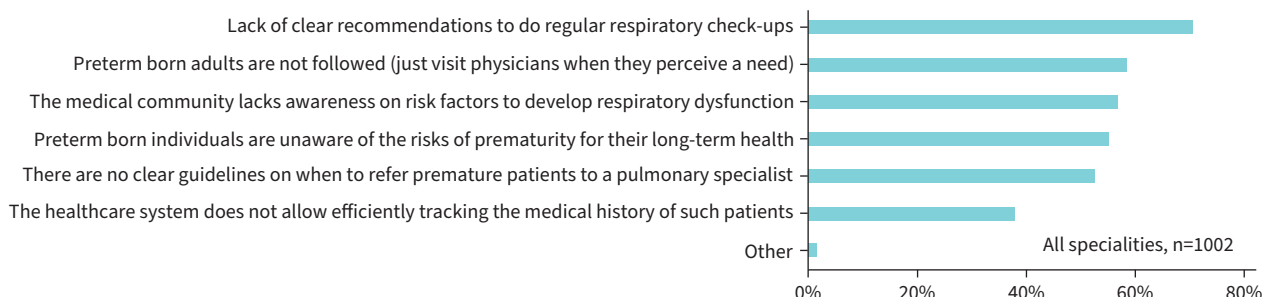 Lack of clear recommendations to do regular respiratory check-ups
Preterm born adults are not followed (just visit physicians when they perceive a need)
The medical community lacks awareness on risk factors to develop respiratory dysfunction
Preterm born individuals are unaware of the risks of prematurity for their long-term health
There are no clear guidelines on when to refer premature patients to a pulmonary specialist
The healthcare system does not allow efficiently tracking the medical history of such patients
Other
All specialities, n=1002
0% 20% 40% 60% 80%